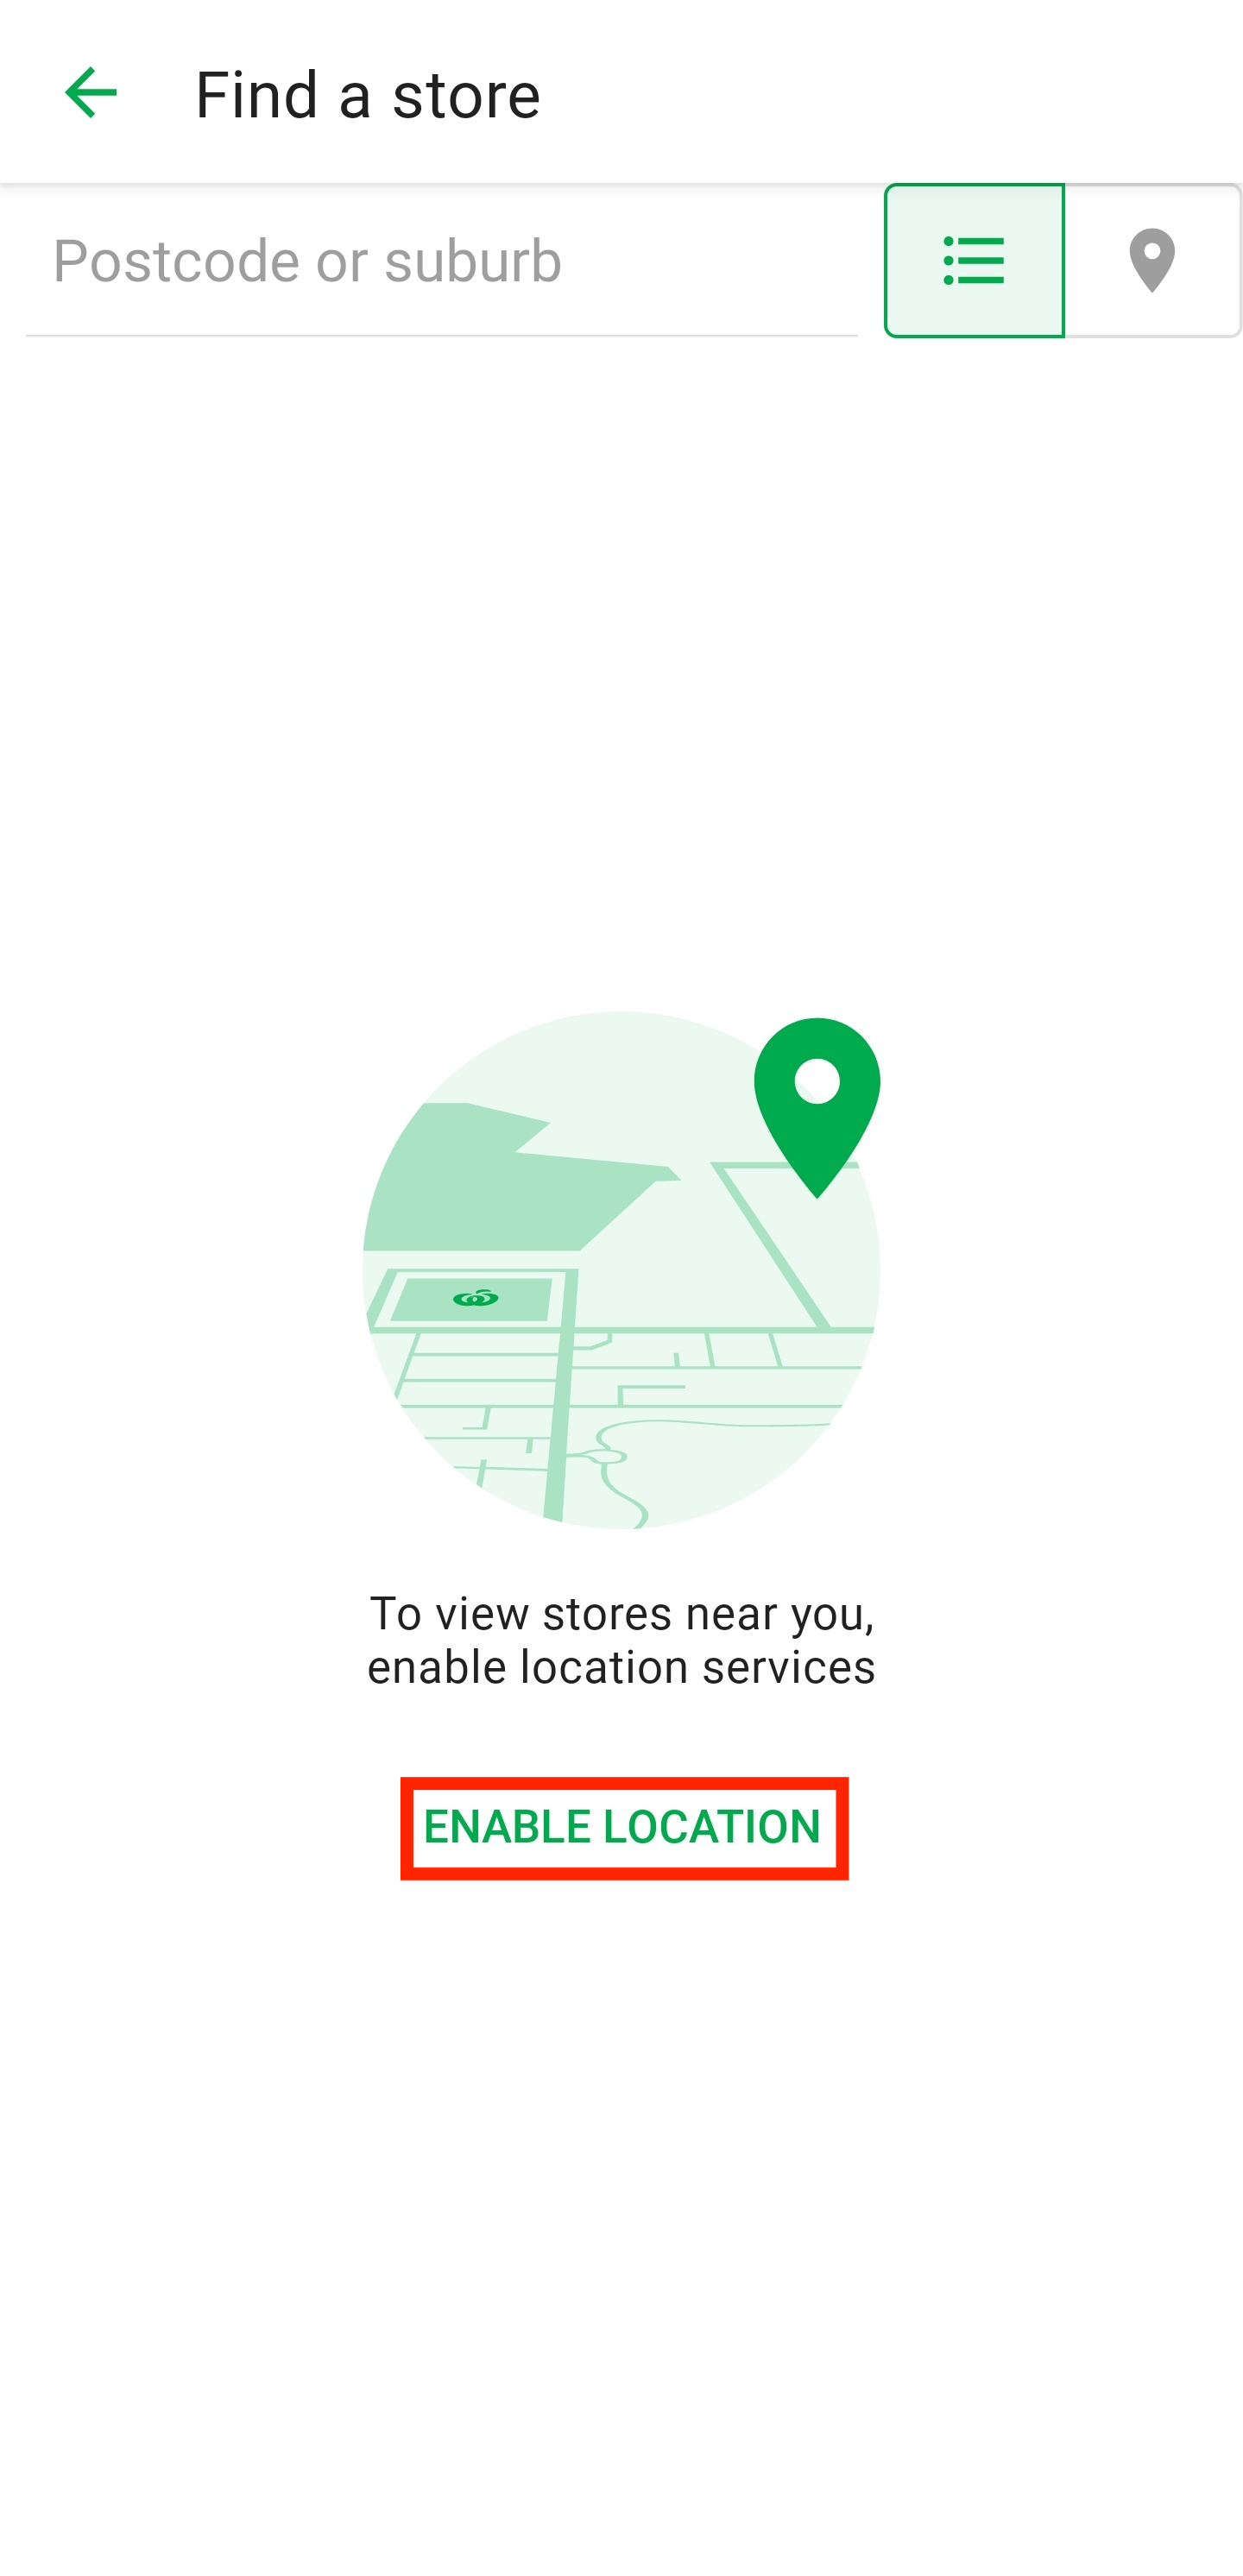 Find a store
Postcode or suburb
To view stores near you,
enable location services
ENABLE LOCATION